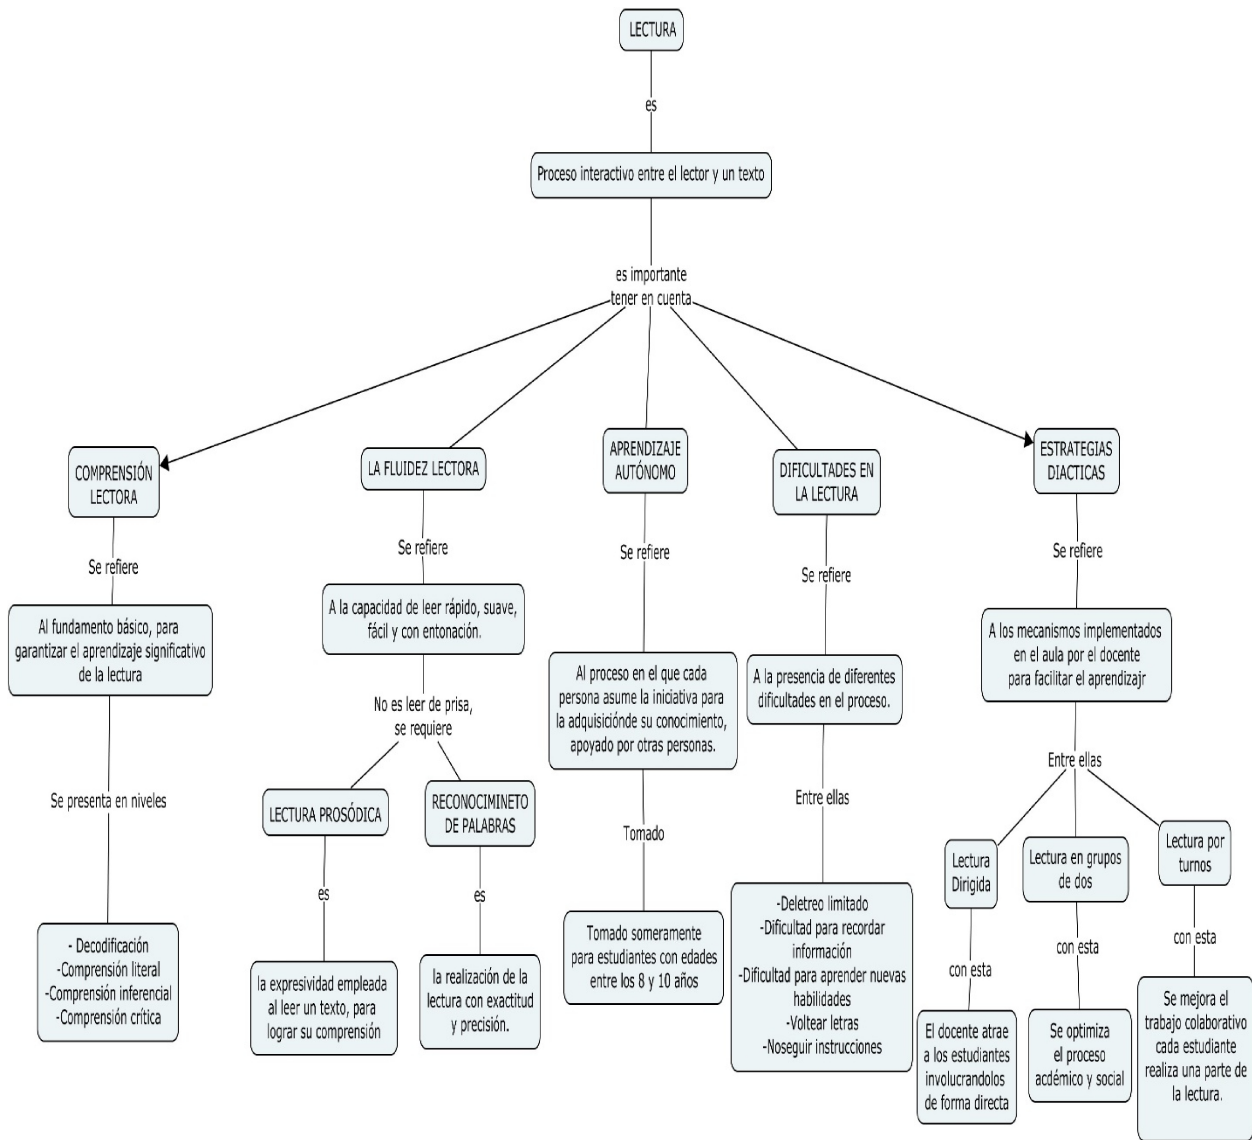 LECTURA
es
Proceso interactivo entre el lector y un texto
es importante
tener en cuenta
COMPRENSIÓN
LECTORA
Se refiere
Al fundamento básico, para
garantizar el aprendizaje significativo
de la lectura
Se presenta en niveles
- Decodificación
-Comprensión literal
-Comprensión inferencial
-Comprensión crítica
LA FLUIDEZ LECTORA
Se refiere
A la capacidad de leer rápido, suave,
fácil y con entonación.
No es leer de prisa,
se requiere
LECTURA PROSÓDICA
es
la expresividad empleada
al leer un texto, para
lograr su comprensión
RECONOCIMINETO
DE PALABRAS
es
la realización de la
lectura con exactitud
y precisión.
APRENDIZAJE
AUTÓNOMO
Se refiere
Al proceso en el que cada
persona asume la iniciativa para
la adquisiciónde su conocimiento,
apoyado por otras personas.
Tomado
Tomado someramente
para estudiantes con edades
entre los 8 y 10 años
DIFICULTADES EN
LA LECTURA
Se refiere
A la presencia de diferentes
dificultades en el proceso.
Entre ellas
-Deletreo limitado
-Dificultad para recordar
información
-Dificultad para aprender nuevas
habilidades
- Voltear letras
-Noseguir instrucciones
ESTRATEGIAS
DIACTICAS
Se refiere
A los mecanismos implementados
en el aula por el docente
para facilitar el aprendizajr
Entre ellas
Lectura
Dirigida
con esta
El docente atrae
a los estudiantes
involucrandolos
de forma directa
Lectura en grupos
de dos
con esta
Se optimiza
el proceso
acdémico y social
Lectura por
turnos
con esta
Se mejora el
trabajo colaborativo
cada estudiante
realiza una parte de
la lectura.